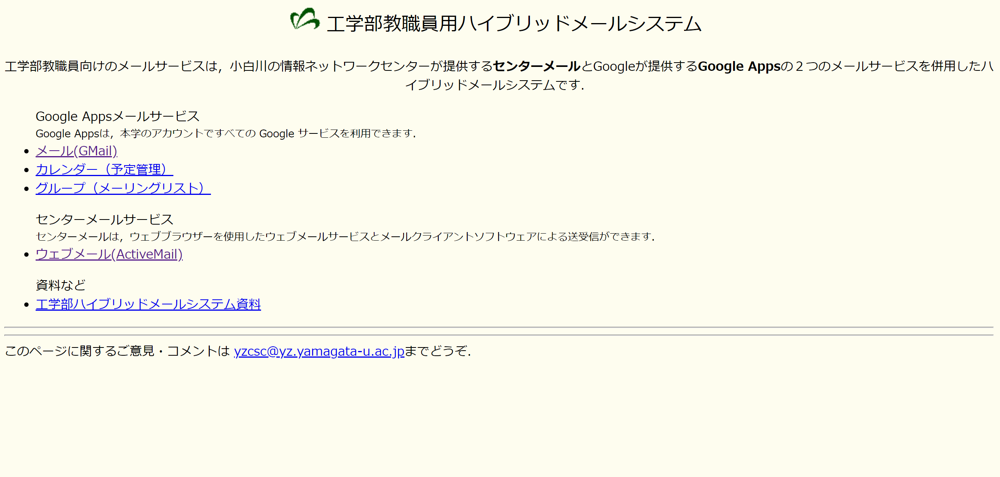 工学部教職員用ハイブリッドメールシステム
工学部教職員向けのメールサービスは，小白川の情報ネットワークセンターが提供するセンターメールとGoogleが提供するGoogle Appsの２つのメールサービスを併用したハ
イブリッドメールシステムです．
Google Appsメールサービス
Google Appsは，本学のアカウントですべての Google サービスを利用できます．
メール(GMail)
カレンダー（予定管理）
グループ（メーリングリスト）
センターメールサービス
センターメールは，ウェブブラウザーを使用したウェブメールサービスとメールクライアントソフトウェアによる送受信ができます．
ウェブメール(ActiveMail)
資料など
工学部ハイブリッドメールシステム資料
このページに関するご意見・コメントは yzcsc@yz.yamagata-u.ac.jpまでどうぞ．